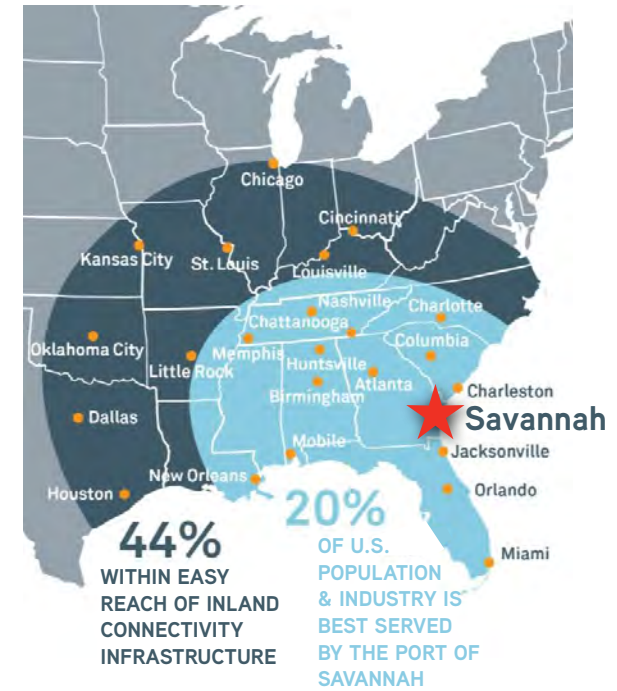 Chicago
Cincinnati
Kansas City
St. Louis
Louisville
Nashville
Charlotte
Chattanooga
Oklahoma City
Memphis
Columbia
Little Rock
Huntsville
Atlanta
Birmingham
Charleston
Dallas
Savannah
Mobile
Jacksonville
New Orleans
Houston
Orlando
Miami
44%
WITHIN EASY
REACH OF INLAND
CONNECTIVITY
INFRASTRUCTURE
20%
OF U.S.
POPULATION
& INDUSTRY IS
BEST SERVED
BY THE PORT OF
SAVANNAH